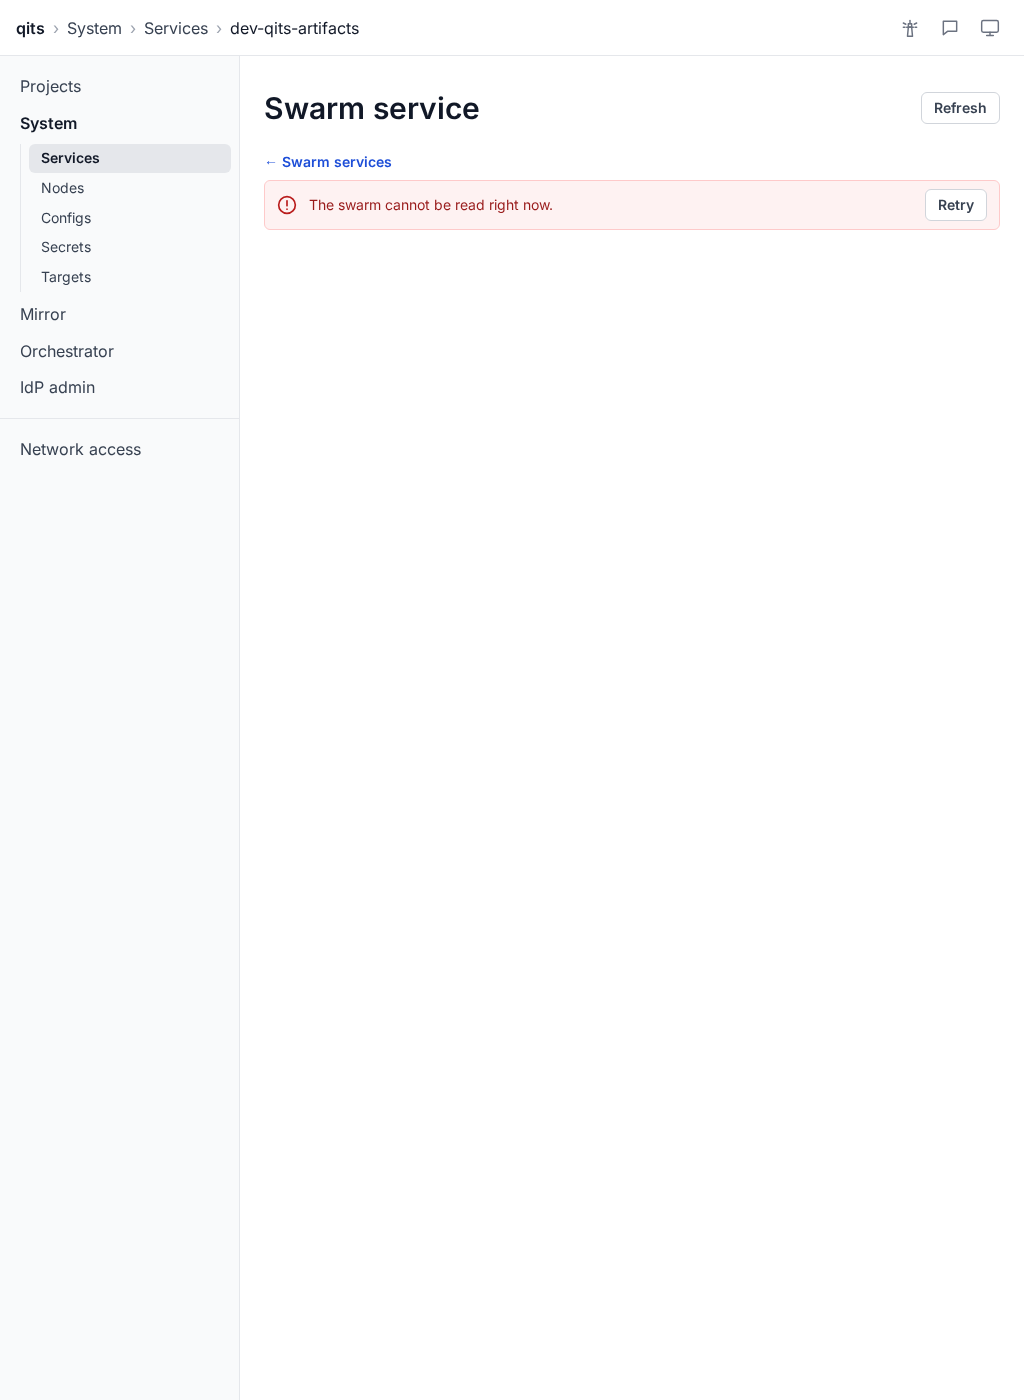 qits › System › Services › dev-qits-artifacts
Projects
System
Services
Nodes
Configs
Secrets
Targets
Mirror
Orchestrator
IdP admin
Network access
Swarm service
Refresh
← Swarm services
The swarm cannot be read right now.
Retry